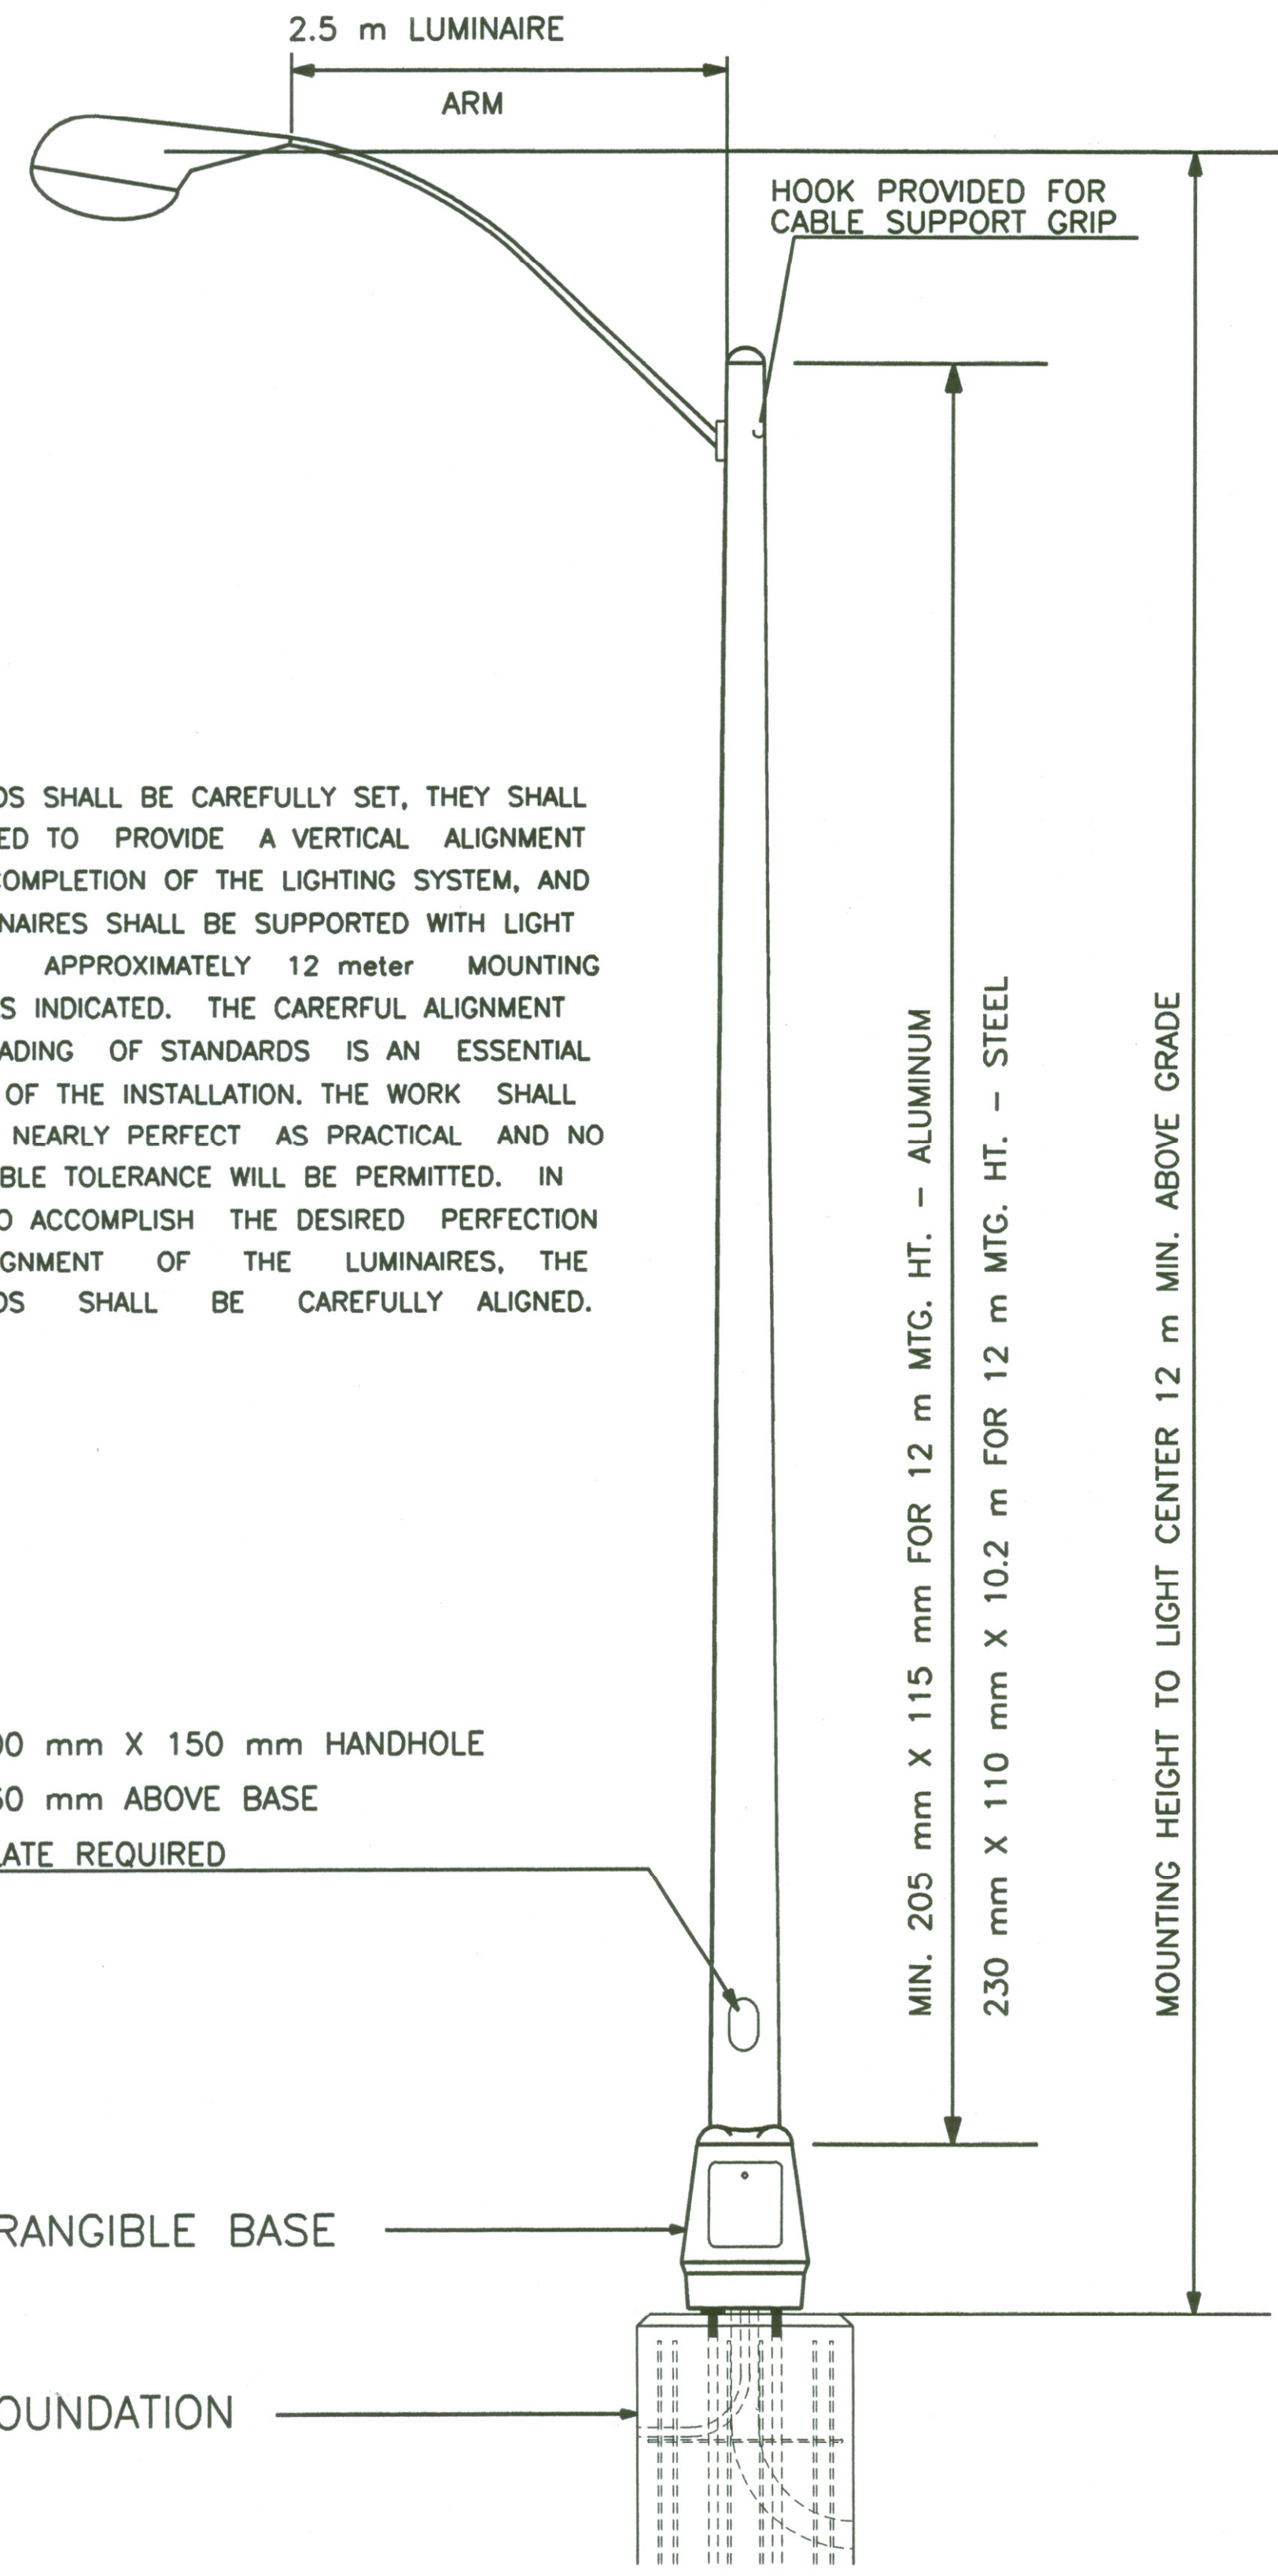 2.5 m LUMINAIRE
ARM
HOOK PROVIDED FOR
CABLE SUPPORT GRIP
DS SHALL BE CAREFULLY SET, THEY SHALL
ED TO PROVIDE A VERTICAL ALIGNMENT
COMPLETION OF THE LIGHTING SYSTEM, AND
NAIRES SHALL BE SUPPORTED WITH LIGHT
APPROXIMATELY 12 meter MOUNTING
S INDICATED. THE CARERFUL ALIGNMENT
ADING OF STANDARDS IS AN ESSENTIAL
OF THE INSTALLATION. THE WORK SHALL
NEARLY PERFECT AS PRACTICAL AND NO
BLE TOLERANCE WILL BE PERMITTED. IN
O ACCOMPLISH THE DESIRED PERFECTION
GNMENT OF THE LUMINAIRES, THE
DS SHALL BE CAREFULLY ALIGNED.
MIN. 205 mm X 115 mm FOR 12 m MTG. HT. - ALUMINUM
230 mm X 110 mm X 10.2 m FOR 12 m MTG. HT. - STEEL
MOUNTING HEIGHT TO LIGHT CENTER 12 m MIN. ABOVE GRADE
00 mm X 150 mm HANDHOLE
60 mm ABOVE BASE
LATE REQUIRED
RANGIBLE BASE
OUNDATION